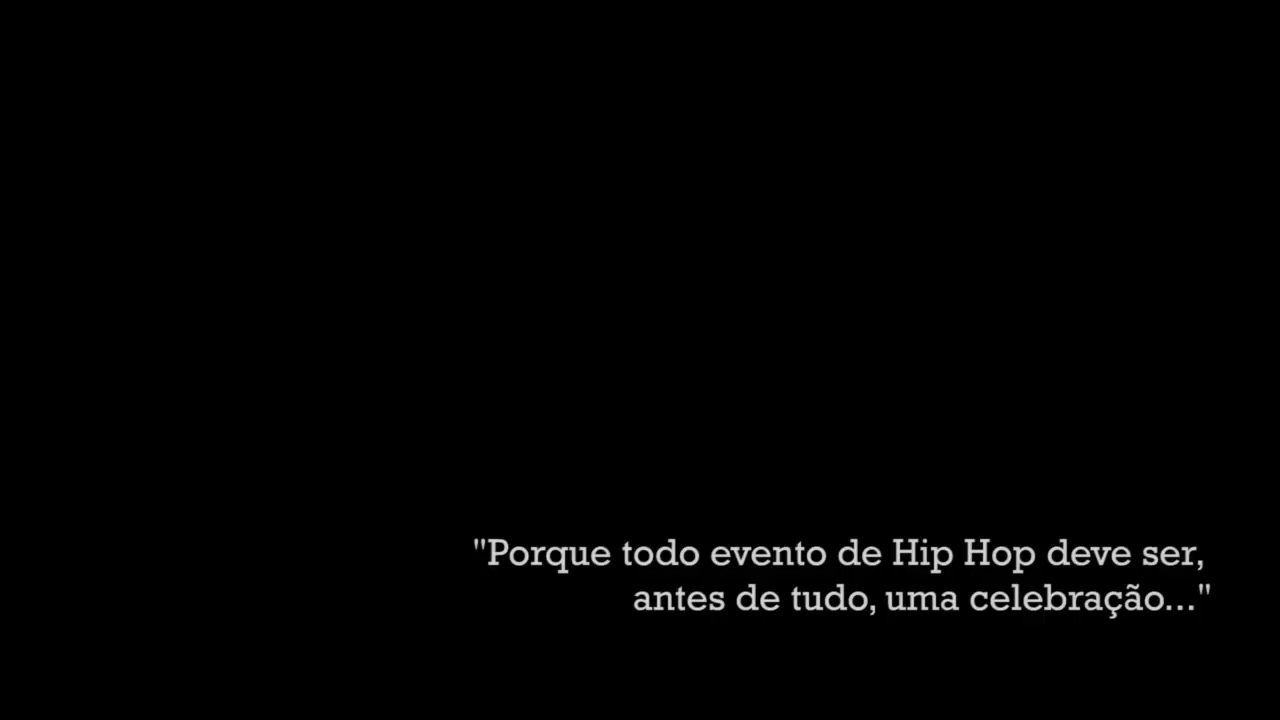 "Porque todo evento de Hip Hop deve ser,
antes de tudo, uma celebração..."